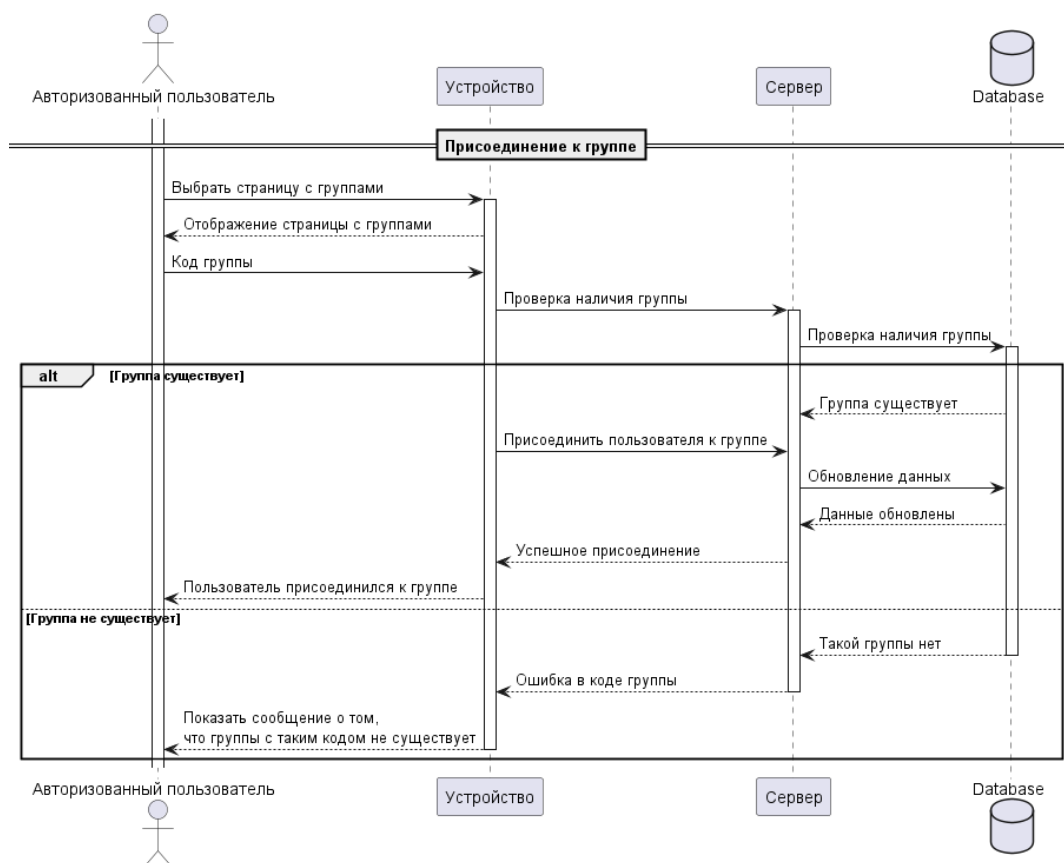 Авторизованный пользователь
Устройство
Сервер
Database
Присоединение к группе
Выбрать страницу с группами
Отображение страницы с группами
Код группы
Проверка наличия группы
Проверка наличия группы
alt
[Группа существует]
Группа существует
Присоединить пользователя к группе
Обновление данных
Данные обновлены
Успешное присоединение
Пользователь присоединился к группе
[Группа не существует]
Такой группы нет
Ошибка в коде группы
Показать сообщение о том,
что группы с таким кодом не существует
Авторизованный пользователь
Устройство
Сервер
Database